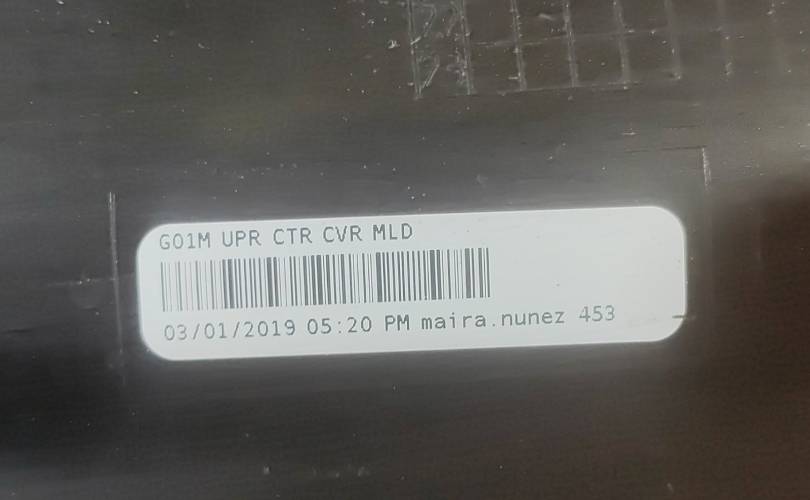 G01M UPR CTR CVR MLD
03/01/2019 05:20 PM maira.nunez 453